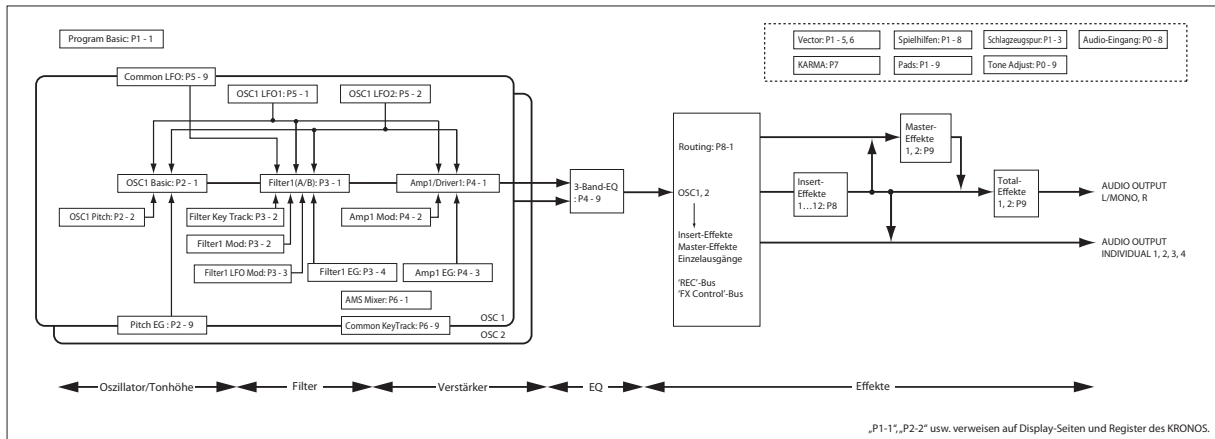 Program Basic: P1 - 1
Vector: P1 - 5, 6
Spielhilfen: P1 - 8
Schlagzeugspur: P1 - 3
Audio-Eingang: P0 - 8
KARMA: P7
Pads: P1 - 9
Tone Adjust: P0 - 9
Common LFO: P5 - 9
OSC1 LFO1: P5 - 1
OSC1 LFO2: P5 - 2
OSC1 Basic: P2 - 1
Filter1(A/B): P3 - 1
Amp1/Driver1: P4 - 1
OSC1 Pitch: P2 - 2
Filter Key Track: P3 - 2
Amp1 Mod: P4 - 2
Filter1 Mod: P3 - 2
Filter1 LFO Mod: P3 - 3
Filter1 EG: P3 - 4
Amp1 EG: P4 - 3
AMS Mixer: P6 - 1
Pitch EG : P2 - 9
Common KeyTrack: P6 - 9
OSC 1
OSC 2
3-Band-EQ
: P4 - 9
Routing: P8-1
OSC1, 2
Insert-Effekte
Master-Effekte
Einzelausgänge
'REC'-Bus
'FX Control'-Bus
Insert-
Effekte
1...12: P8
Master-
Effekte
1, 2: P9
Total-
Effekte
1, 2: P9
AUDIO OUTPUT
L/MONO, R
AUDIO OUTPUT
INDIVIDUAL 1, 2, 3, 4
Oszillator/Tonhöhe
Filter
Verstärker
EQ
Effekte
„P1-1“, „P2-2“ usw. verweisen auf Display-Seiten und Register des KRONOS.